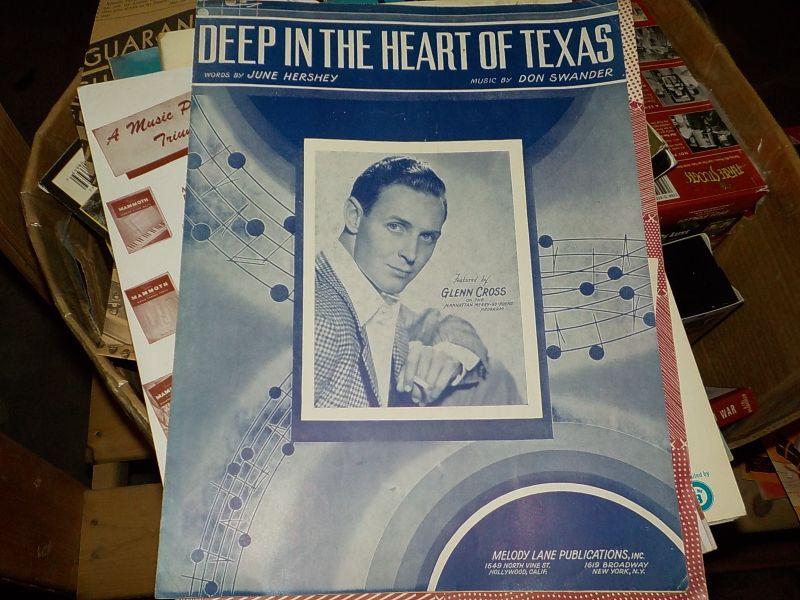 DEEP IN THE HEART OF TEXAS
WORDS BY JUNE HERSHEY
MUSIC BY DON SWANDER
Featured by
GLENN CROSS
ON THE
MANHATTAN MERRY-GO-ROUND
PROGRAM
MELODY LANE PUBLICATIONS, INC.
1549 NORTH VINE ST.
HOLLYWOOD, CALIF.
1619 BROADWAY
NEW YORK, N.Y.
GUARAN
A Music
MAMMOTH
MAMMOTH
WAR